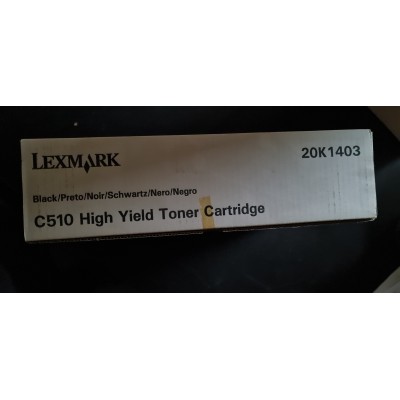 LEXMARK
20K1403
Black/Preto/Noir/Schwartz/Nero/Negro
C510 High Yield Toner Cartridge